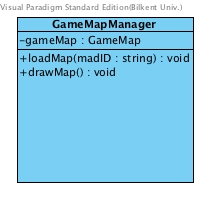 Visual Paradigm Standard Edition(Bilkent Univ.)
GameMapManager
-gameMap : GameMap
+loadMap(madID : string) : void
+drawMap() : void